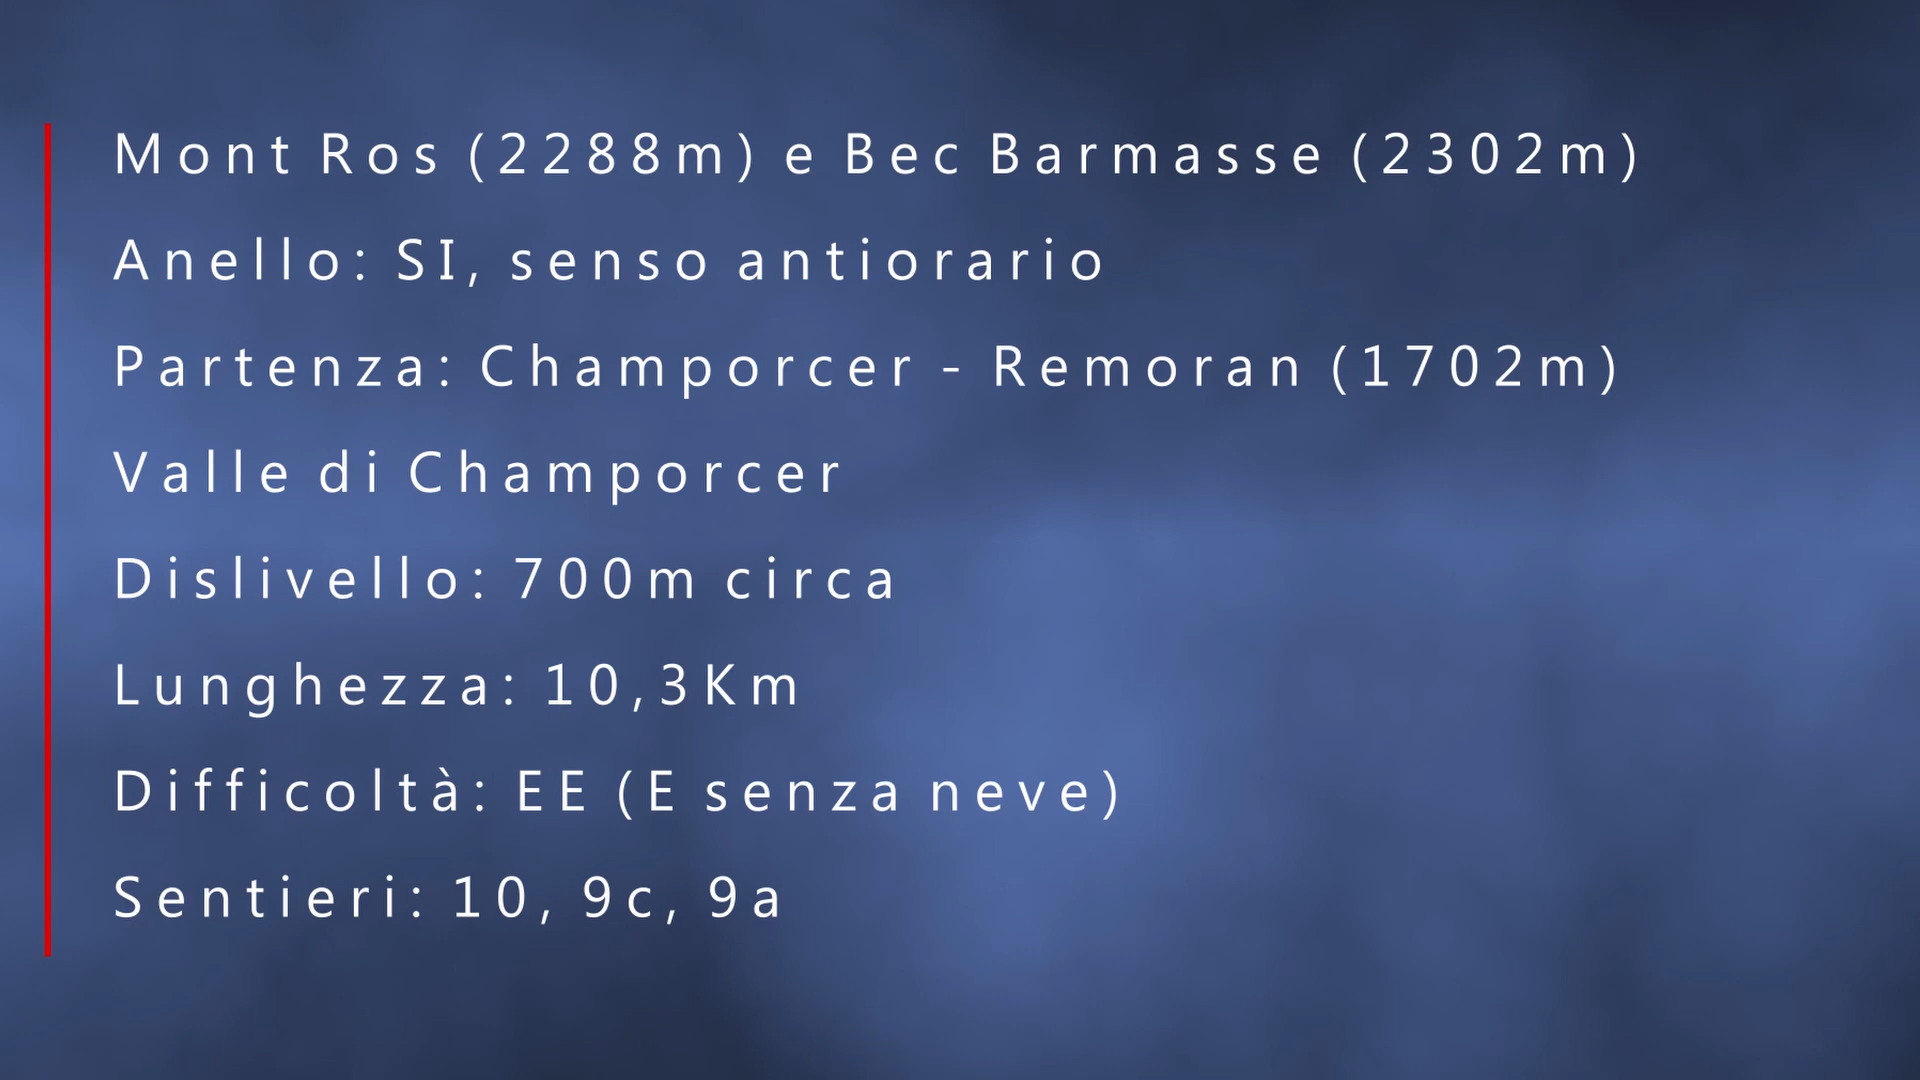 Mont Ros (2288m) e Bec Barmasse (2302m)
Anello: SI, senso antiorario
Partenza: Champorcer - Remoran (1702m)
Valle di Champorcer
Dislivello: 700m circa
Lunghezza: 10,3Km
Difficoltà: EE (E senza neve)
Sentieri: 10, 9c, 9a